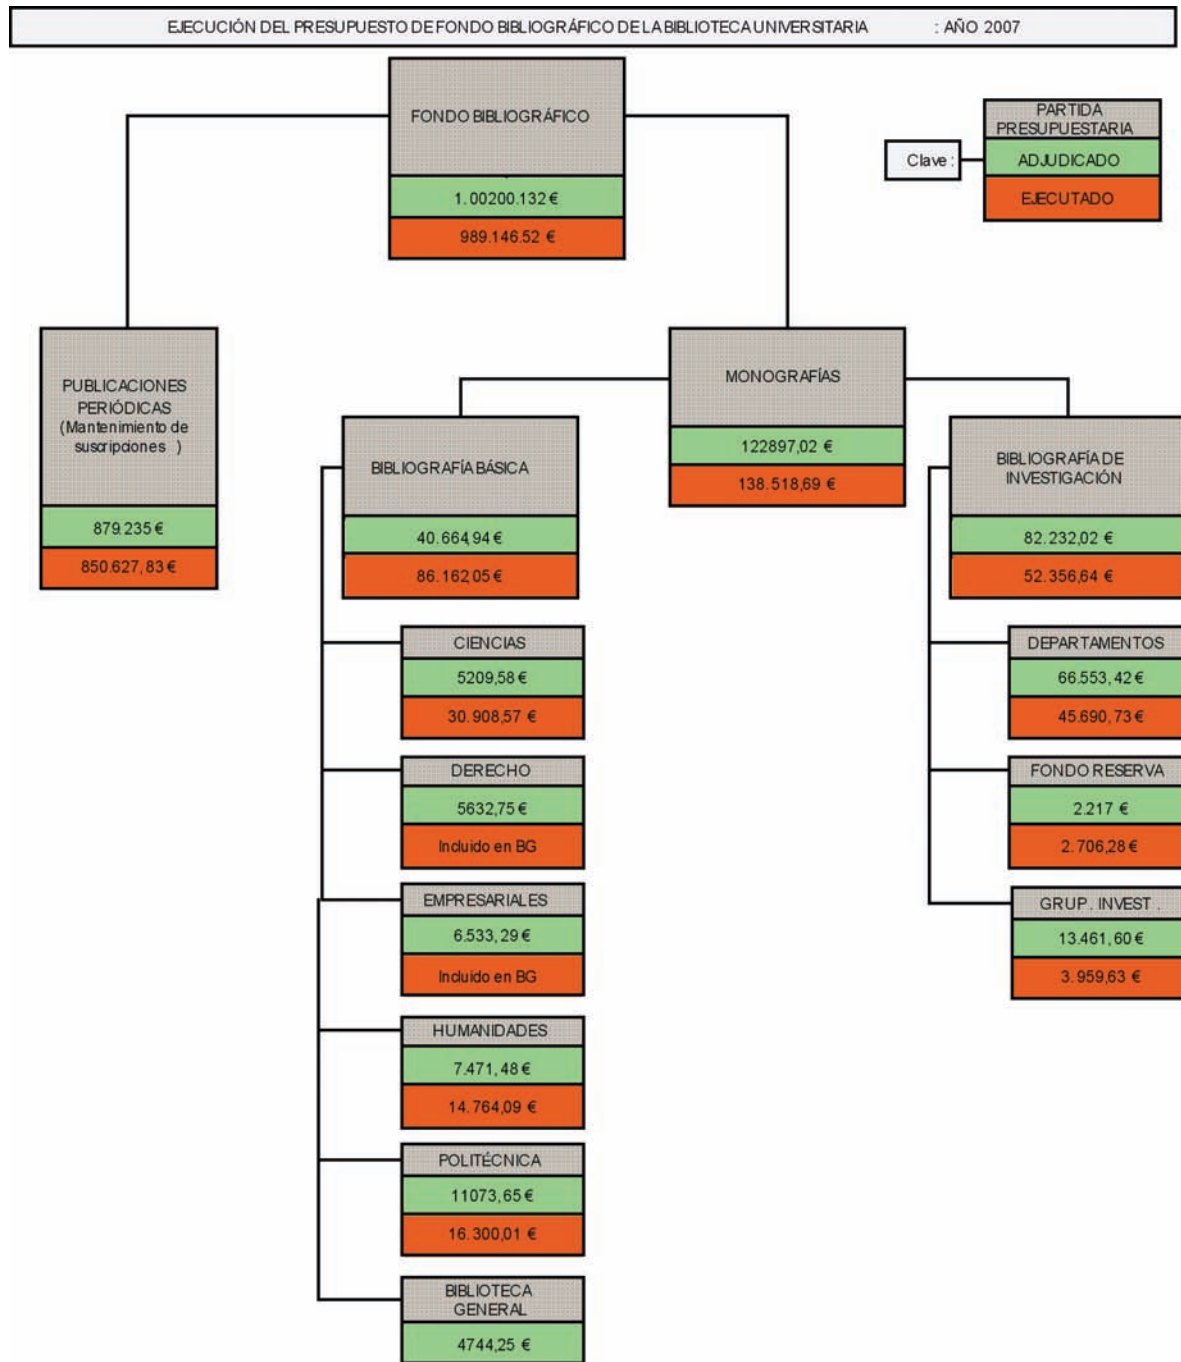 EJECUCIÓN DEL PRESUPUESTO DE FONDO BIBLIOGRÁFICO DE LA BIBLIOTECA UNIVERSITARIA : AÑO 2007
FONDO BIBLIOGRÁFICO
1.00200.132 €
989.146.52 €
Clave :
PARTIDA
PRESUPUESTARIA
ADJUDICADO
EJECUTADO
PUBLICACIONES
PERIÓDICAS
(Mantenimiento de
suscripciones )
879.235 €
850.627,83 €
MONOGRAFÍAS
122897,02 €
138.518,69 €
BIBLIOGRAFÍA BÁSICA
40.664,94 €
86.162,05 €
CIENCIAS
5209,58 €
30.908,57 €
DERECHO
5632,75 €
Incluido en BG
EMPRESARIALES
6.533,29 €
Incluido en BG
HUMANIDADES
7.471,48 €
14.764,09 €
POLITÉCNICA
11073,65 €
16.300,01 €
BIBLIOTECA
GENERAL
4744,25 €
BIBLIOGRAFÍA DE
INVESTIGACIÓN
82.232,02 €
52.356,64 €
DEPARTAMENTOS
66.553,42 €
45.690,73 €
FONDO RESERVA
2.217 €
2.706,28 €
GRUP. INVEST .
13.461,60 €
3.959,63 €